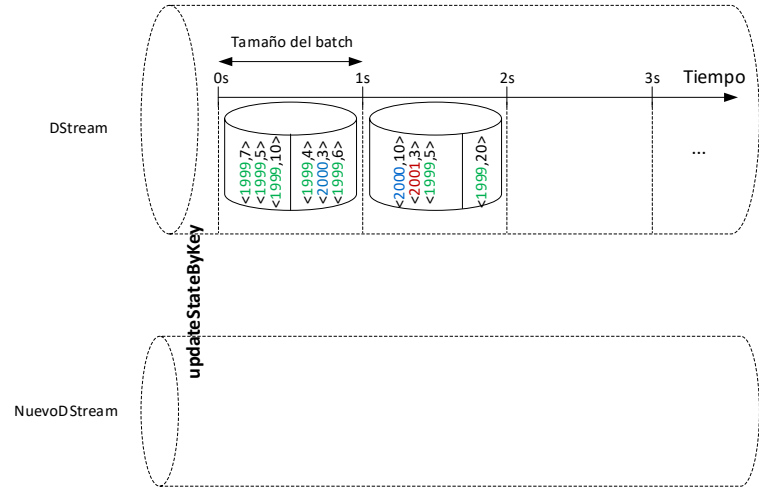 Tamaño del batch
0s
1s
2s
3s
Tiempo
DStream
<1999,7>
<1999,5>
<1999,10>
<1999,4>
<2000,3>
<1999,6>
<2000,10>
<2001,3>
<1999,5>
<1999,20>
...
updateStateByKey
NuevoDStream